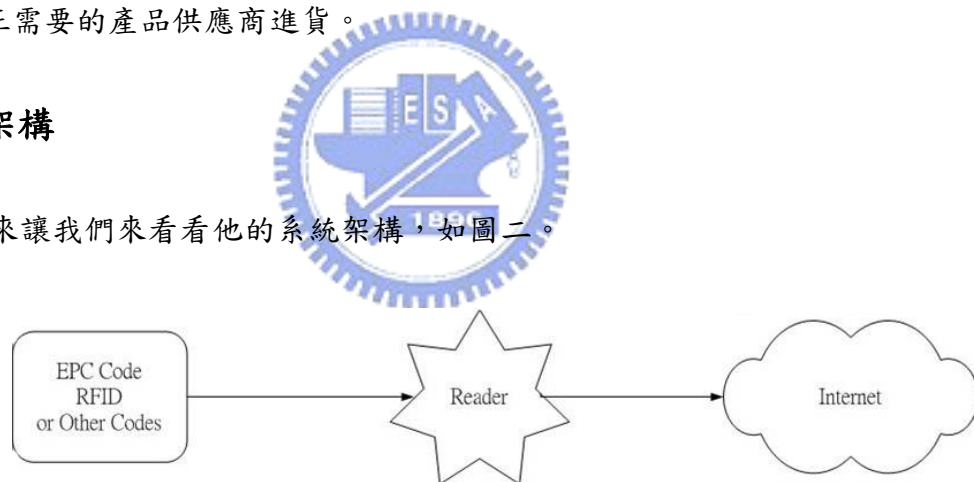 需要的產品供應商進貨。
架構
來讓我們來看看他的系統架構，如圖二。
E S A
1896
EPC Code
RFID
or Other Codes
Reader
Internet